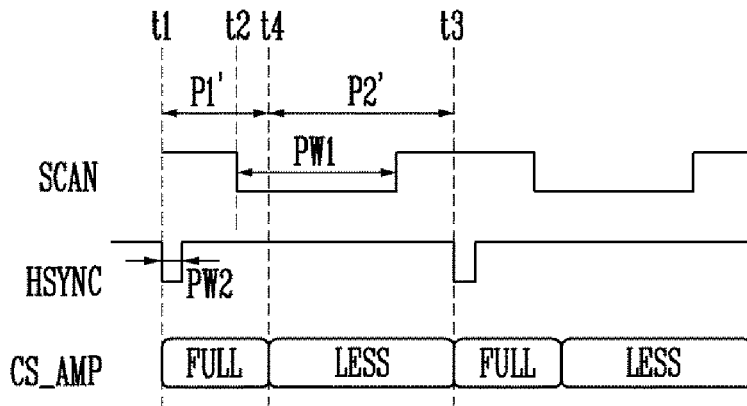 t1 t2 t4 t3
P1' P2'
PW1
SCAN
HSYNC PW2
CS_AMP FULL LESS FULL LESS